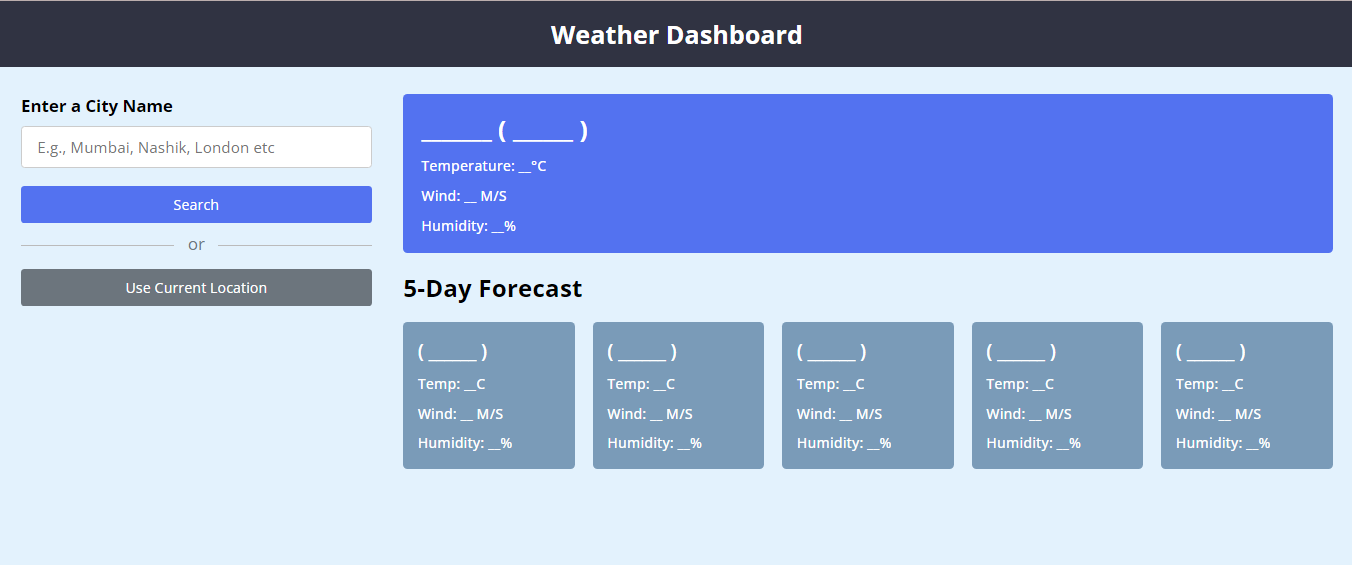 Weather Dashboard
Enter a City Name
E.g., Mumbai, Nashik, London etc
Search
or
Use Current Location
______ ( ______ )
Temperature: __°C
Wind: __ M/S
Humidity: __%
5-Day Forecast
( ______ )
Temp: __C
Wind: __ M/S
Humidity: __%
( ______ )
Temp: __C
Wind: __ M/S
Humidity: __%
( ______ )
Temp: __C
Wind: __ M/S
Humidity: __%
( ______ )
Temp: __C
Wind: __ M/S
Humidity: __%
( ______ )
Temp: __C
Wind: __ M/S
Humidity: __%